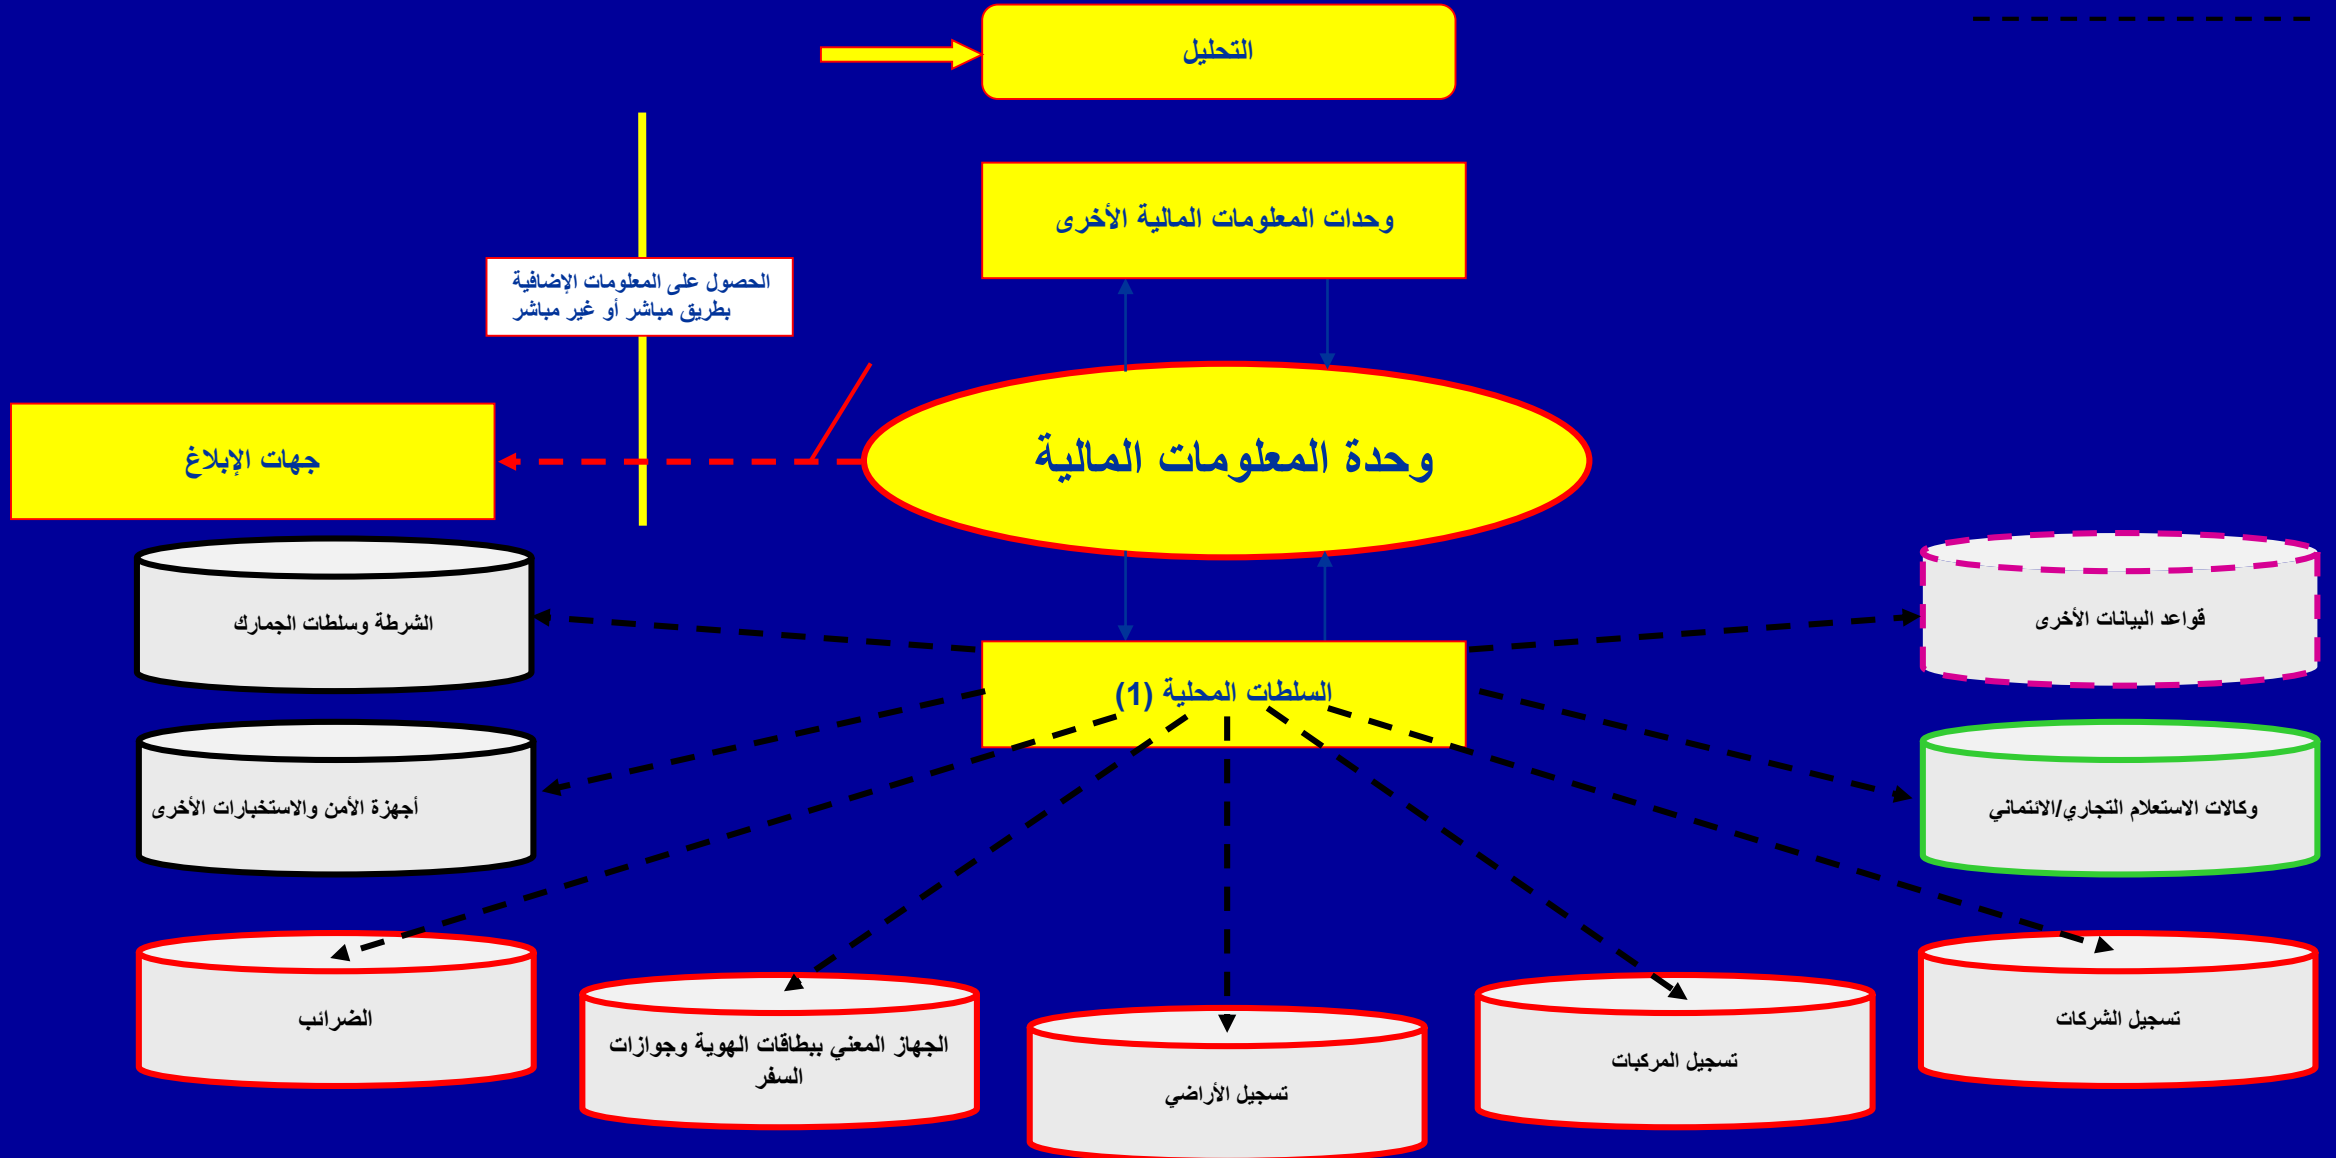 التحليل
وحدات المعلومات المالية الأخرى
الحصول على المعلومات الإضافية
بطريق مباشر أو غير مباشر
وحدة المعلومات المالية
جهات الإبلاغ
قواعد البيانات الأخرى
الشرطة وسلطات الجمارك
السلطات المحلية (1)
وكالات الاستعلام التجاري/الائتماني
أجهزة الأمن والاستخبارات الأخرى
تسجيل الشركات
تسجيل المركبات
تسجيل الأراضي
الجهاز المعني ببطاقات الهوية وجوازات
السفر
الضرائب